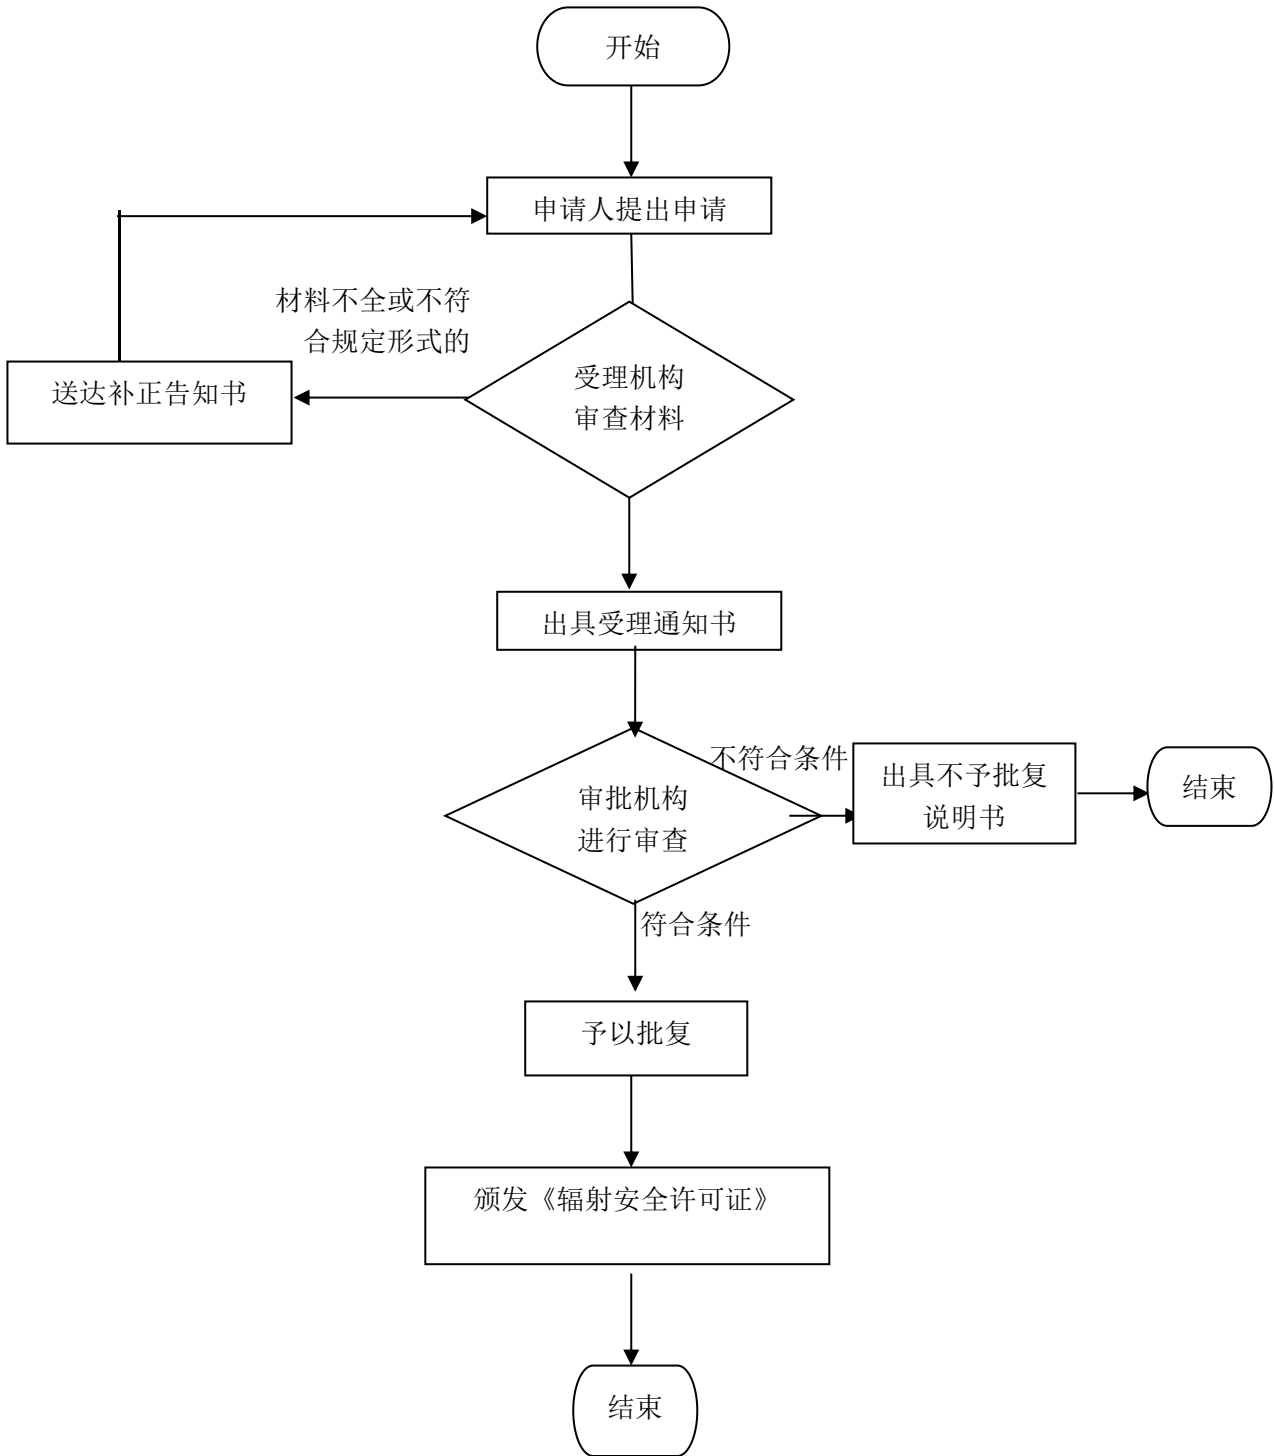 开始
申请人提出申请
材料不全或不符
合规定形式的
送达补正告知书
受理机构
审查材料
出具受理通知书
不符合条件
出具不予批复
说明书
结束
审批机构
进行审查
符合条件
予以批复
颁发《辐射安全许可证》
结束